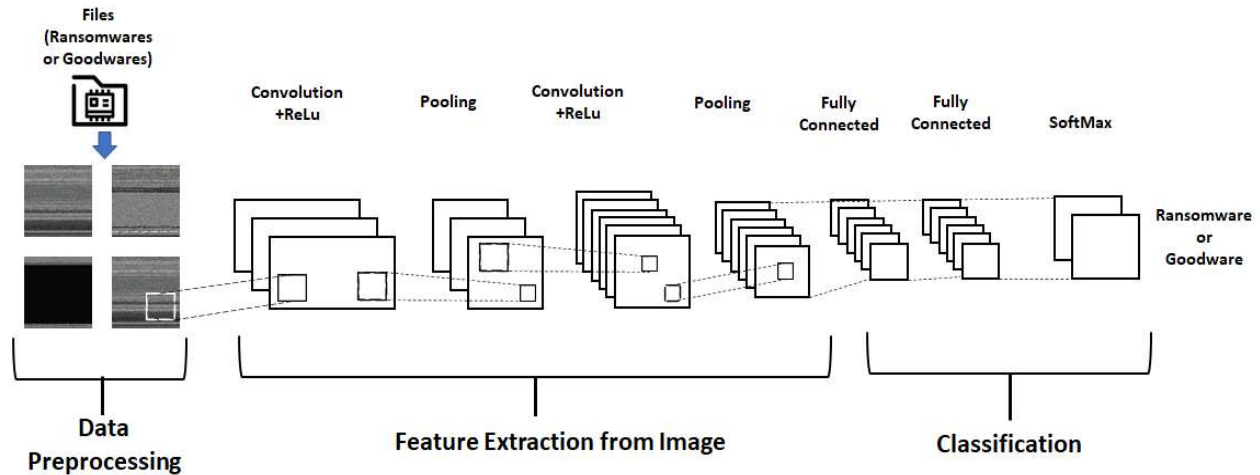 Files
(Ransomwares
or Goodwares)
Convolution
+ReLu
Pooling
Convolution
+ReLu
Pooling
Fully
Connected
Fully
Connected
SoftMax
Ransomware
or
Goodware
Data
Preprocessing
Feature Extraction from Image
Classification